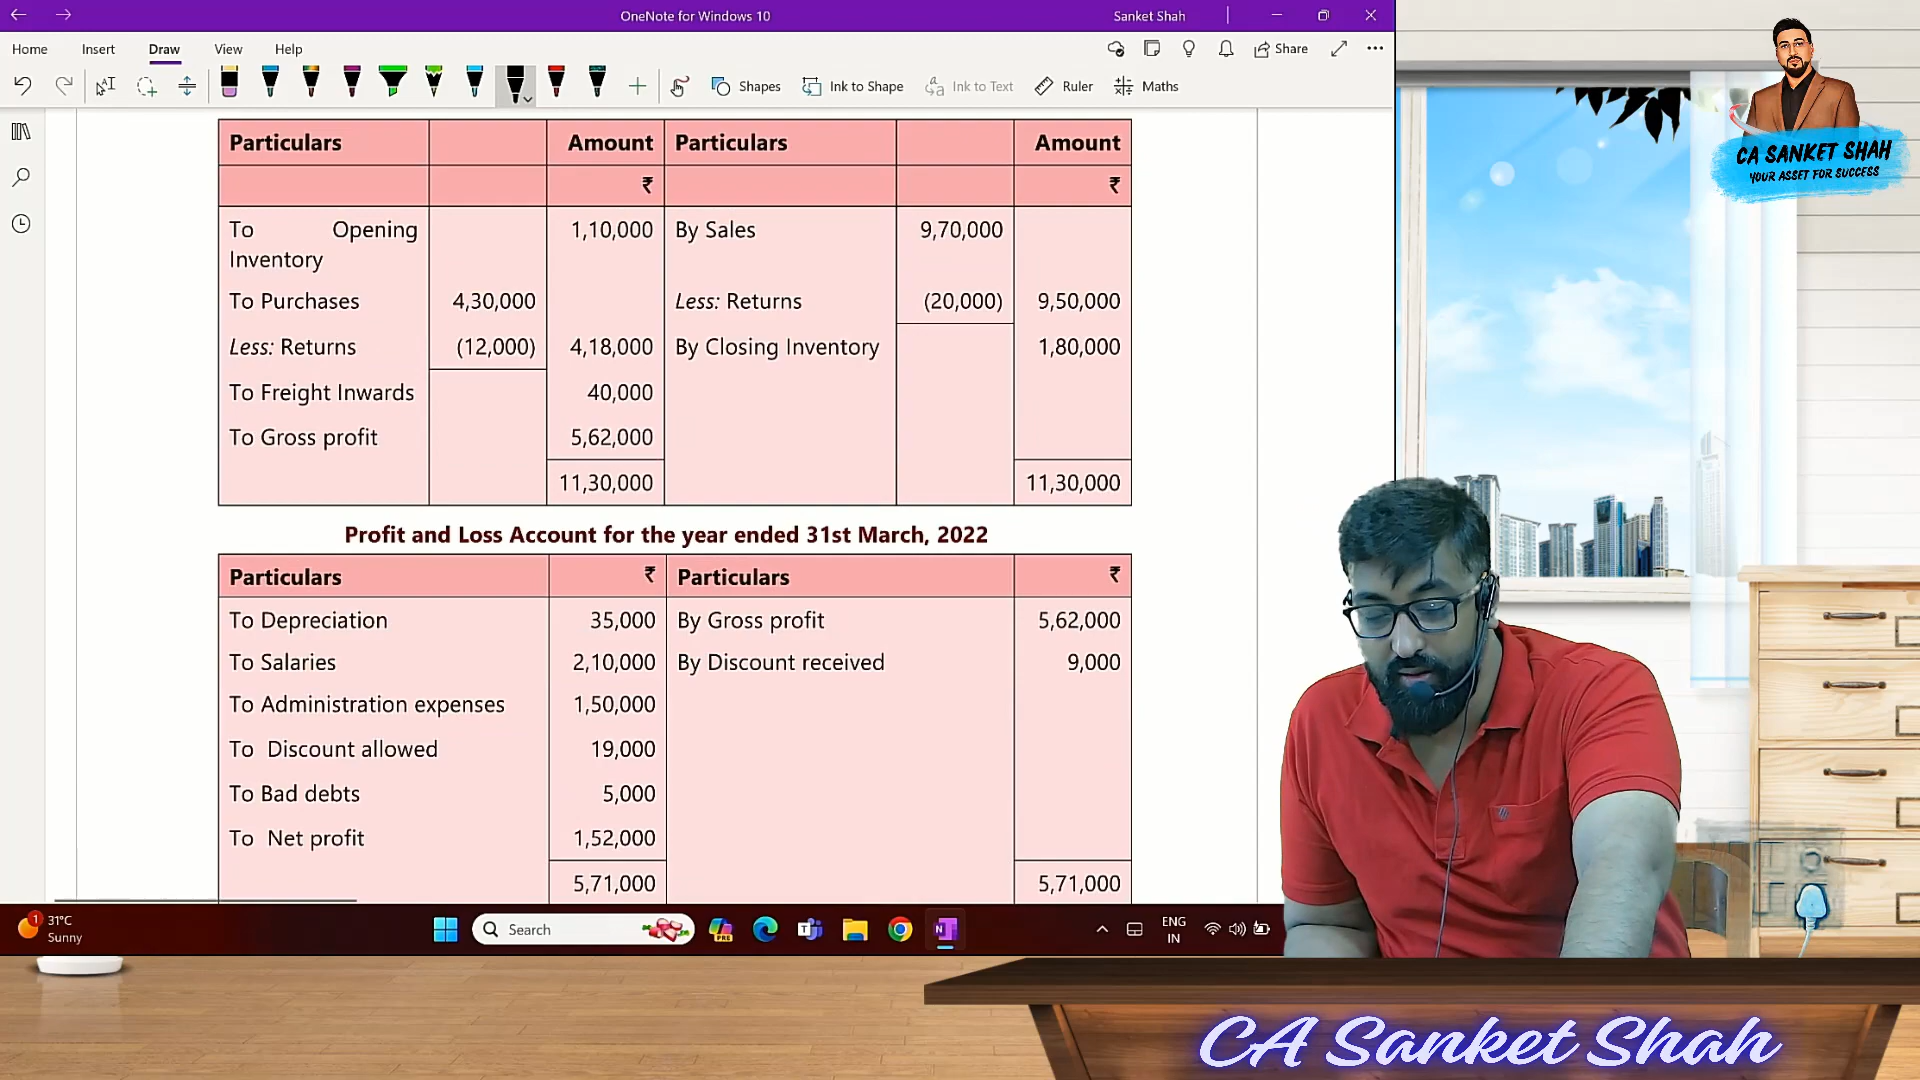 OneNote for Windows 10
Sanket Shah
Home Insert Draw View Help
Share
Shapes Ink to Shape Ink to Text Ruler Maths
CA SANKET SHAH
YOUR ASSET FOR SUCCESS
Particulars Amount Particulars Amount
₹ ₹
To Opening 1,10,000 By Sales 9,70,000
Inventory
To Purchases 4,30,000 Less: Returns (20,000) 9,50,000
Less: Returns (12,000) 4,18,000 By Closing Inventory 1,80,000
To Freight Inwards 40,000
To Gross profit 5,62,000
11,30,000 11,30,000
Profit and Loss Account for the year ended 31st March, 2022
Particulars ₹ Particulars ₹
To Depreciation 35,000 By Gross profit 5,62,000
To Salaries 2,10,000 By Discount received 9,000
To Administration expenses 1,50,000
To Discount allowed 19,000
To Bad debts 5,000
To Net profit 1,52,000
5,71,000 5,71,000
1 31°C
Sunny
Search
PRE
ENG
IN
CA Sanket Shah